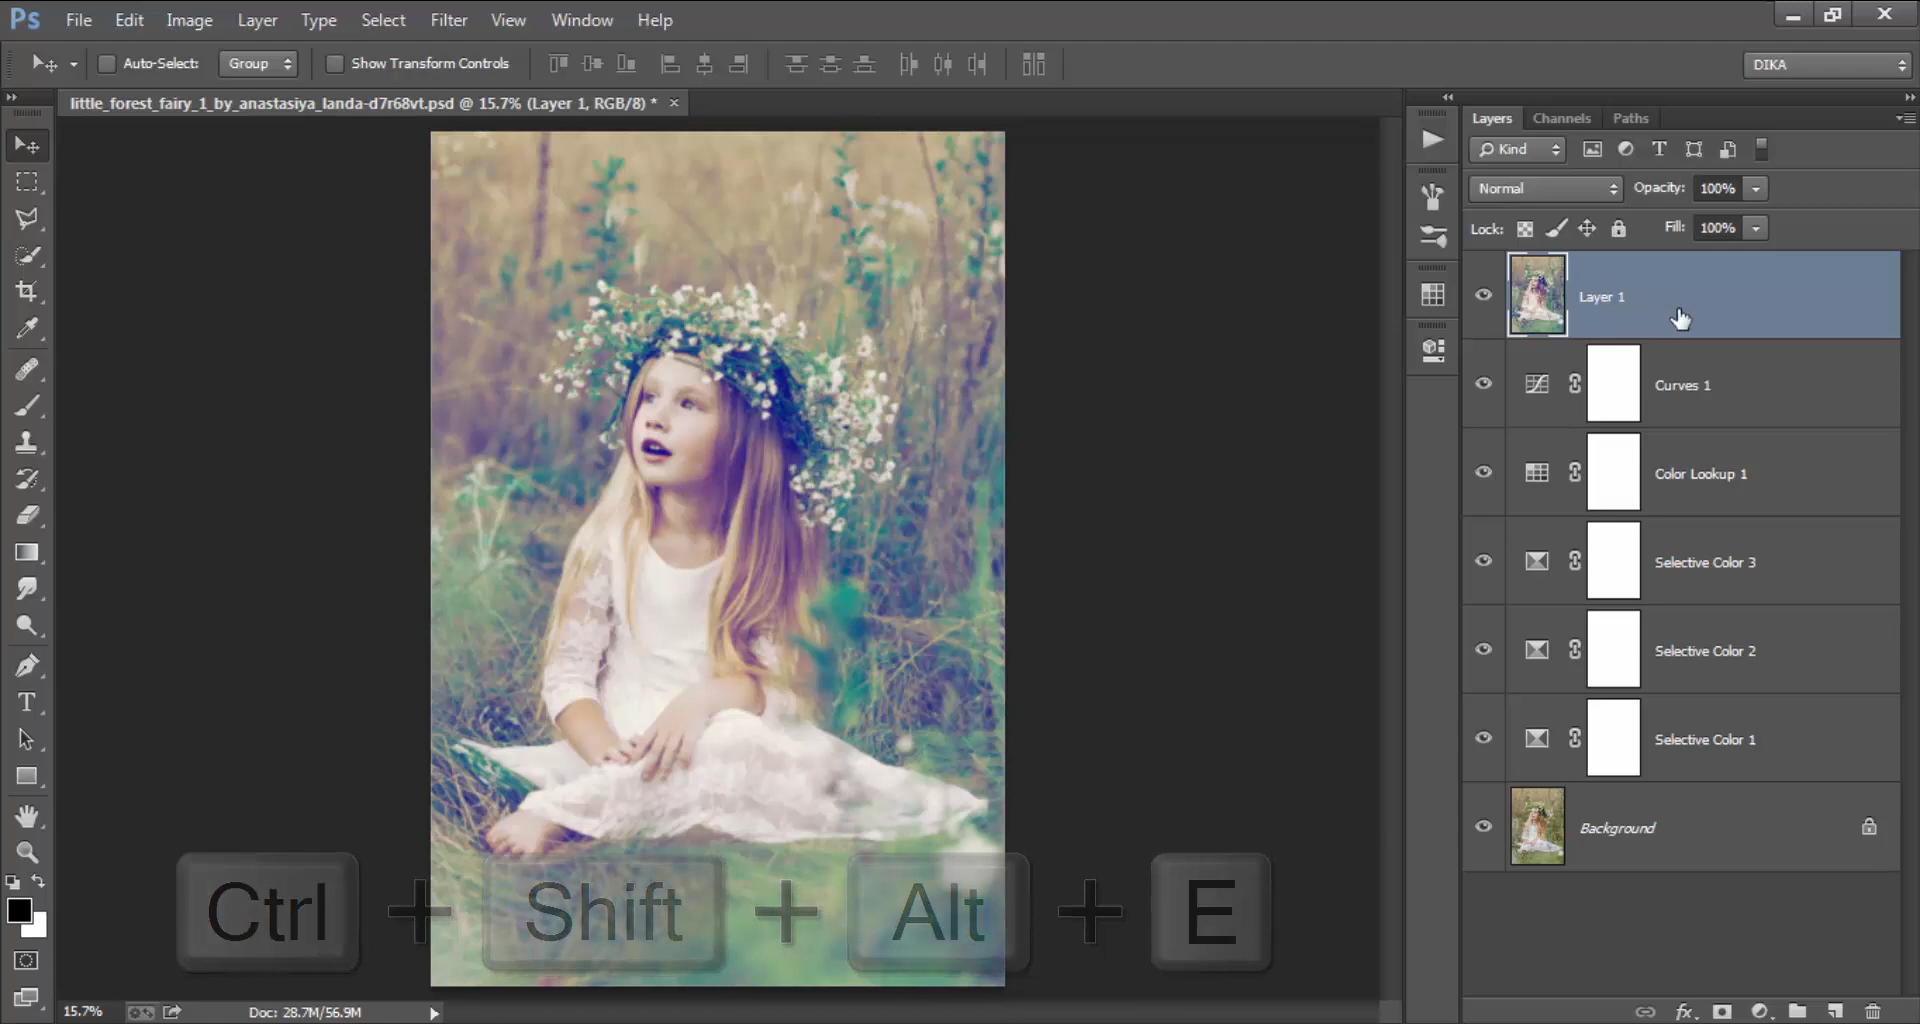 Ps File Edit Image Layer Type Select Filter View Window Help
Auto-Select: Group Show Transform Controls DIKA
little_forest_fairy_1_by_anastasiya_landa-d7r68vt.psd @ 15.7% (Layer 1, RGB/8) *
Layers Channels Paths
Kind
Normal Opacity: 100%
Lock: Fill: 100%
Layer 1
Curves 1
Color Lookup 1
Selective Color 3
Selective Color 2
Selective Color 1
Background
Ctrl + Shift + Alt + E
15.7% Doc: 28.7M/56.9M